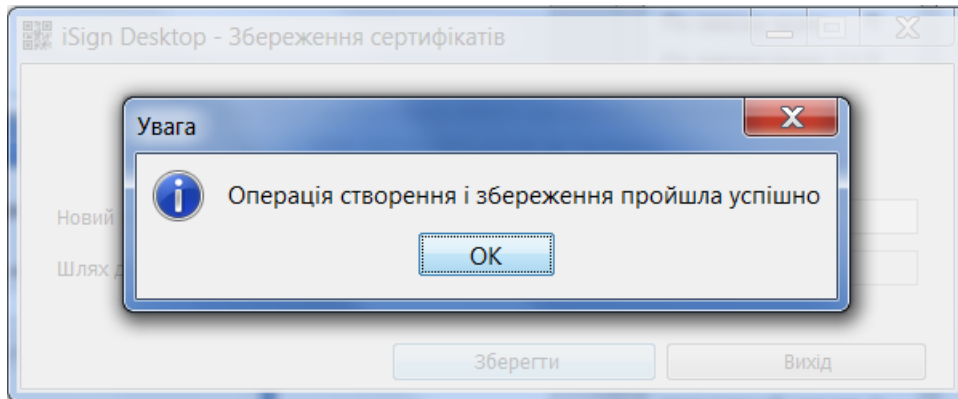 iSign Desktop - Збереження сертифікатів
Увага
Операція створення і збереження пройшла успішно
Новий
OK
Шлях
Зберегти
Вихід